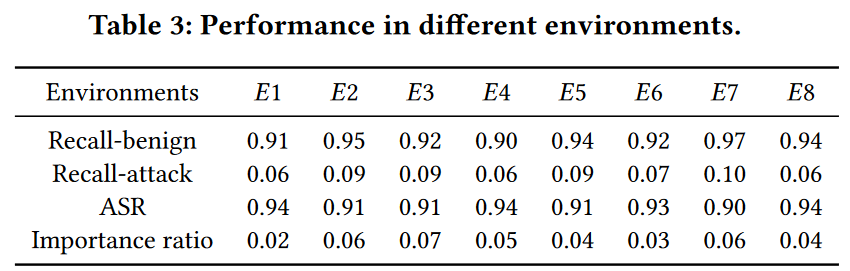 Table 3: Performance in different environments.
Environments E1 E2 E3 E4 E5 E6 E7 E8
Recall-benign 0.91 0.95 0.92 0.90 0.94 0.92 0.97 0.94
Recall-attack 0.06 0.09 0.09 0.06 0.09 0.07 0.10 0.06
ASR 0.94 0.91 0.91 0.94 0.91 0.93 0.90 0.94
Importance ratio 0.02 0.06 0.07 0.05 0.04 0.03 0.06 0.04